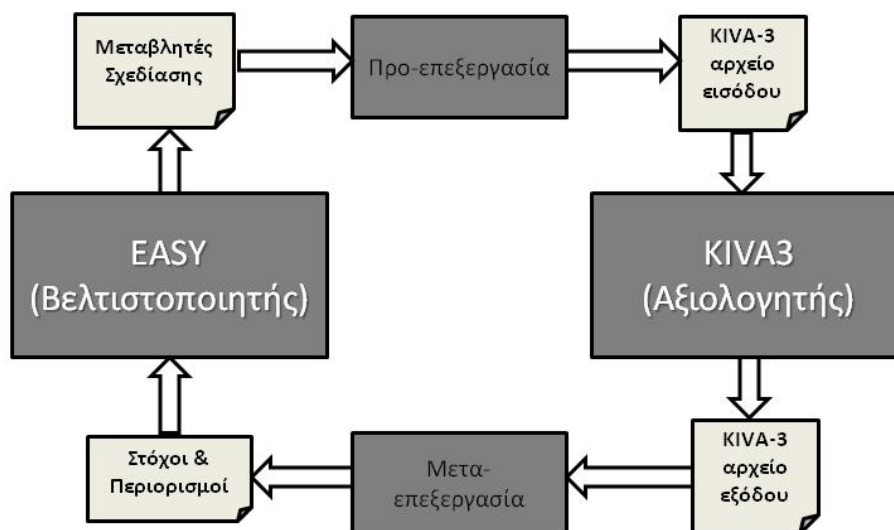 Μεταβλητές
Σχεδίασης
Προ-επεξεργασία
KIVA-3
αρχείο
εισόδου
EASY
(Βελτιστοποιητής)
KIVA3
(Αξιολογητής)
Στόχοι &
Περιορισμοί
Μετα-
επεξεργασία
KIVA-3
αρχείο
εξόδου